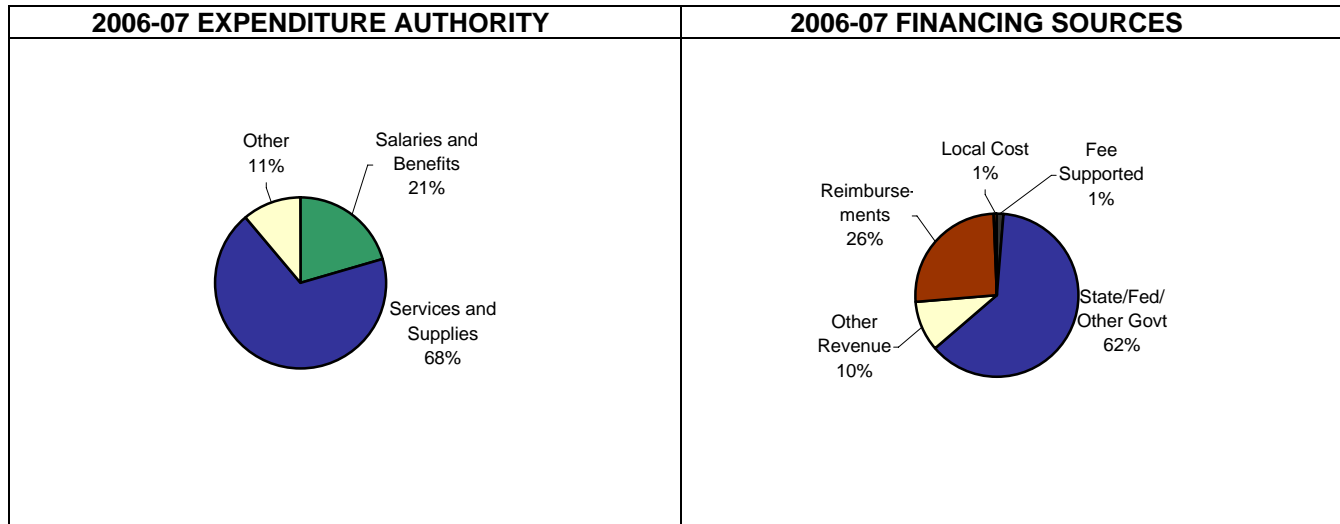 2006-07 EXPENDITURE AUTHORITY
Other
11%
Salaries and
Benefits
21%
Services and
Supplies
68%
2006-07 FINANCING SOURCES
Local Cost
1%
Fee
Supported
1%
Reimburse-
ments
26%
State/Fed/
Other Govt
62%
Other
Revenue
10%